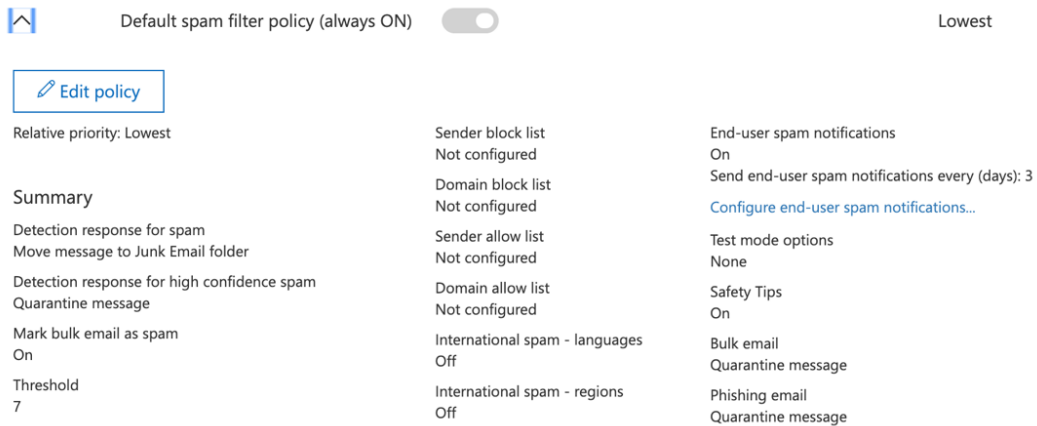 Default spam filter policy (always ON)
Lowest
Edit policy
Relative priority: Lowest
Summary
Detection response for spam
Move message to Junk Email folder
Detection response for high confidence spam
Quarantine message
Mark bulk email as spam
On
Threshold
7
Sender block list
Not configured
Domain block list
Not configured
Sender allow list
Not configured
Domain allow list
Not configured
International spam - languages
Off
International spam - regions
Off
End-user spam notifications
On
Send end-user spam notifications every (days): 3
Configure end-user spam notifications...
Test mode options
None
Safety Tips
On
Bulk email
Quarantine message
Phishing email
Quarantine message